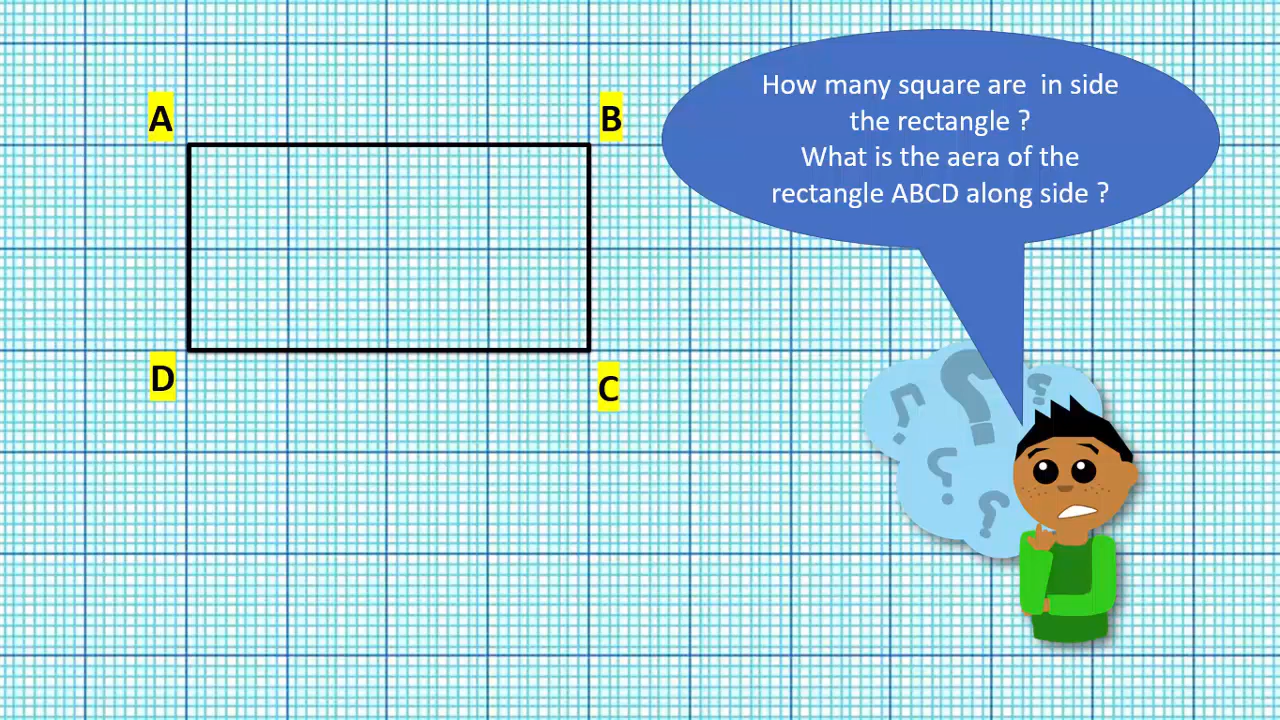 A
B
How many square are  in side
the rectangle ?
What is the aera of the
rectangle ABCD along side ?
D
C
?
?
?
?
?